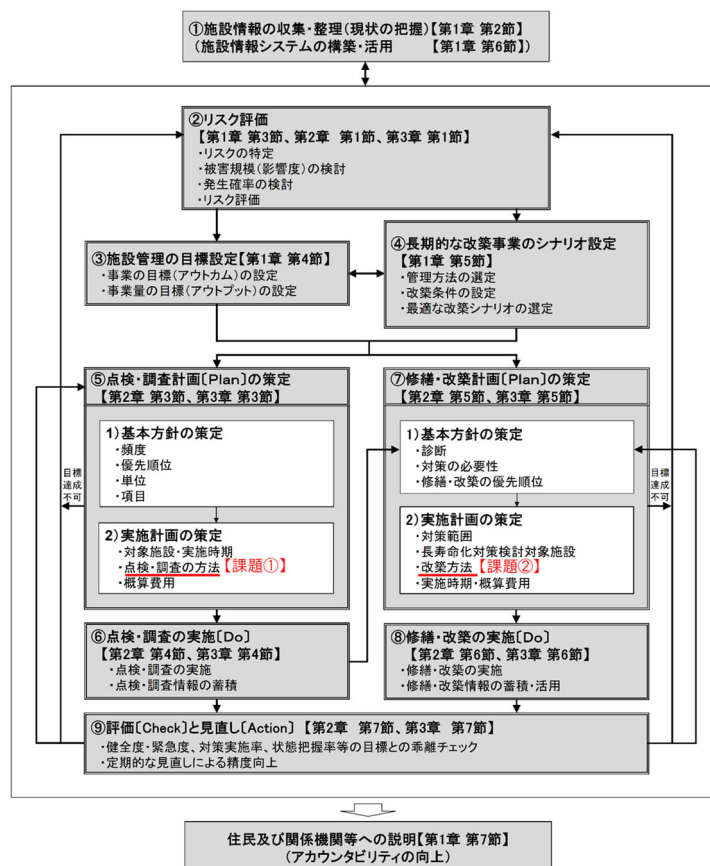 ①施設情報の収集・整理(現状の把握)【第1章 第2節】
(施設情報システムの構築・活用　　　【第1章 第6節】)
②リスク評価
【第1章 第3節、第2章　第1節、第3章 第1節】
・リスクの特定
・被害規模(影響度)の検討
・発生確率の検討
・リスク評価
③施設管理の目標設定【第1章 第4節】
・事業の目標(アウトカム)の設定
・事業量の目標(アウトプット)の設定
④長期的な改築事業のシナリオ設定
【第1章 第5節】
・管理方法の選定
・改築条件の設定
・最適な改築シナリオの選定
⑤点検・調査計画〔Plan〕の策定
【第2章 第3節、第3章 第3節】
1)基本方針の策定
・頻度
・優先順位
・単位
・項目
2)実施計画の策定
・対象施設・実施時期
・点検・調査の方法【課題①】
・概算費用
目標
達成
不可
⑦修繕・改築計画〔Plan〕の策定
【第2章 第5節、第3章 第5節】
1)基本方針の策定
・診断
・対策の必要性
・修繕・改築の優先順位
2)実施計画の策定
・対策範囲
・長寿命化対策検討対象施設
・改築方法【課題②】
・実施時期・概算費用
目標
達成
不可
⑥点検・調査の実施〔Do〕
【第2章 第4節、第3章 第4節】
・点検・調査の実施
・点検・調査情報の蓄積
⑧修繕・改築の実施〔Do〕
【第2章 第6節、第3章 第6節】
・修繕・改築の実施
・修繕・改築情報の蓄積・活用
⑨評価〔Check〕と見直し〔Action〕【第2章　第7節、第3章　第7節】
・健全度・緊急度、対策実施率、状態把握率等の目標との乖離チェック
・定期的な見直しによる精度向上
住民及び関係機関等への説明【第1章 第7節】
(アカウンタビリティの向上)